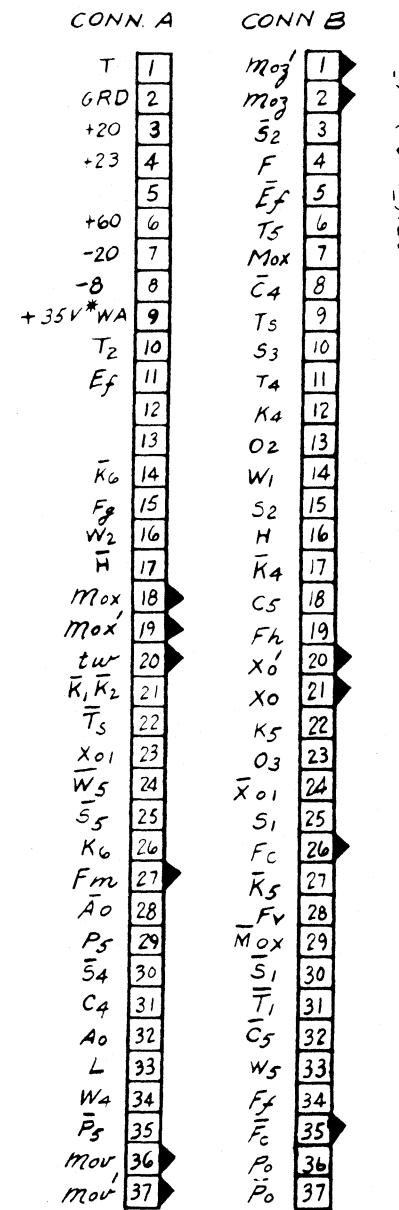 CONN. A
T 1
GRD 2
+20 3
+23 4
5
+60 6
-20 7
-8 8
+35V*WA 9
T2 10
Ef 11
12
13
K̄6 14
Fg 15
W2 16
H̄ 17
Mox 18
Mox' 19
tw 20
K̄1 K̄2 21
T̄s 22
Xo1 23
W̄5 24
S̄5 25
K6 26
Fm 27
Āo 28
P5 29
S̄4 30
C4 31
Ao 32
L 33
W4 34
P̄5 35
mov 36
mov' 37
CONN B
moz' 1
moz 2
S̄2 3
F 4
Ēf 5
T5 6
Mox 7
C̄4 8
Ts 9
S3 10
T4 11
K4 12
O2 13
W1 14
S2 15
H 16
K̄4 17
C5 18
Fh 19
Xo' 20
Xo 21
K5 22
O3 23
X̄o1 24
S1 25
Fc 26
K̄5 27
Fv 28
M̄ox 29
S̄1 30
T̄1 31
C̄5 32
W5 33
Ff 34
F̄c 35
Po 36
P̄o 37